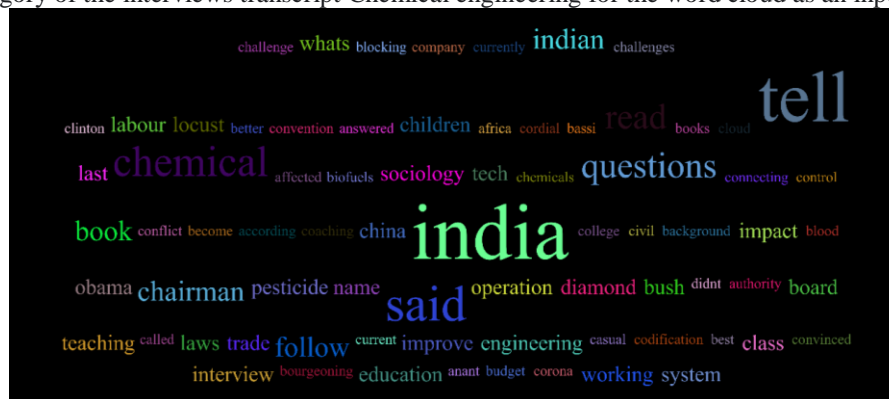 gory of the interviews transcript Chemical engineering for the word cloud as an inp
challenge whats blocking company currently indian challenges
clinton labour locust better convention answered children africa cordial bassi read books cloud tell
last chemical affected biofuels sociology tech chemicals questions connecting control
book conflict become according coaching china india college civil background impact blood
obama chairman pesticide name said operation diamond bush didnt authority board
teaching called laws trade follow current improve engineering casual codification best class convinced
interview bourgeoning education anant budget corona working system